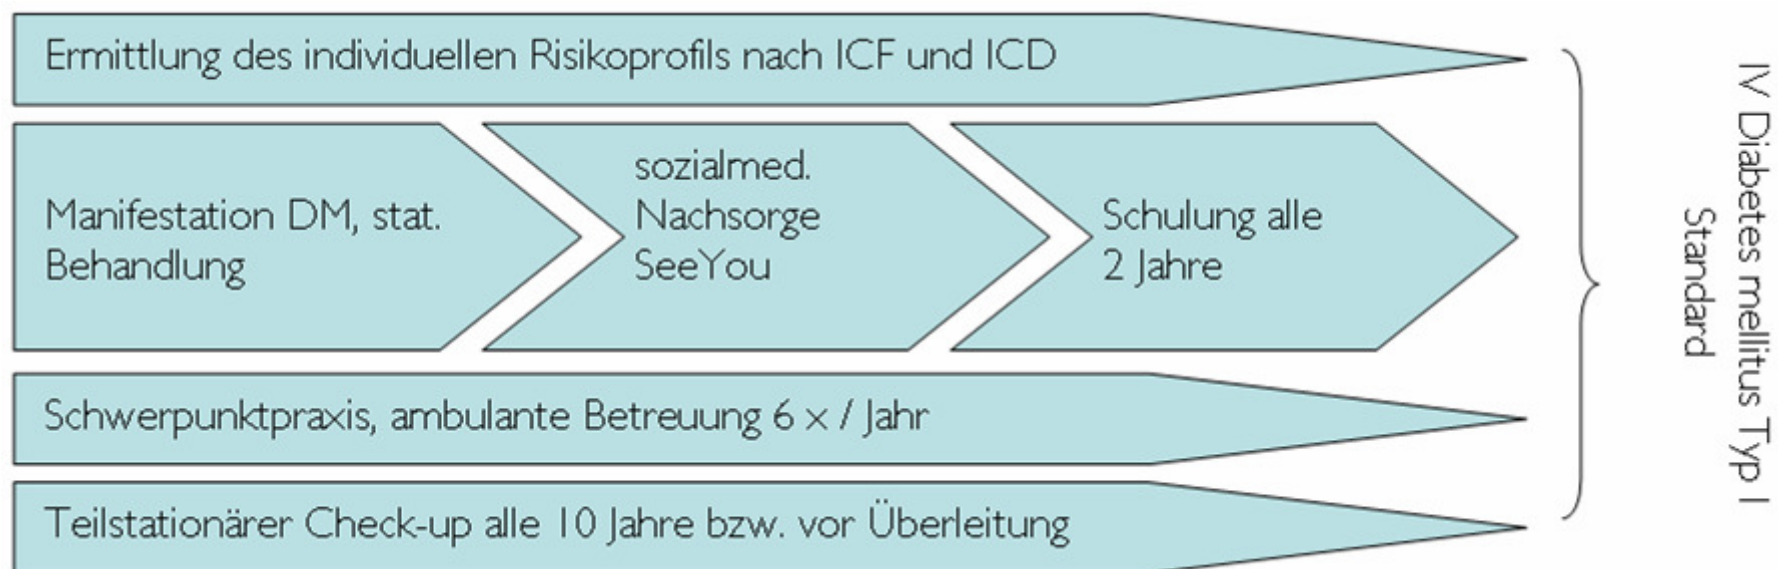 Ermittlung des individuellen Risikoprofils nach ICF und ICD
Manifestation DM, stat.
Behandlung
sozialmed.
Nachsorge
SeeYou
Schulung alle
2 Jahre
Schwerpunktpraxis, ambulante Betreuung 6 x / Jahr
Teilstationärer Check-up alle 10 Jahre bzw. vor Überleitung
IV Diabetes mellitus Typ I
Standard